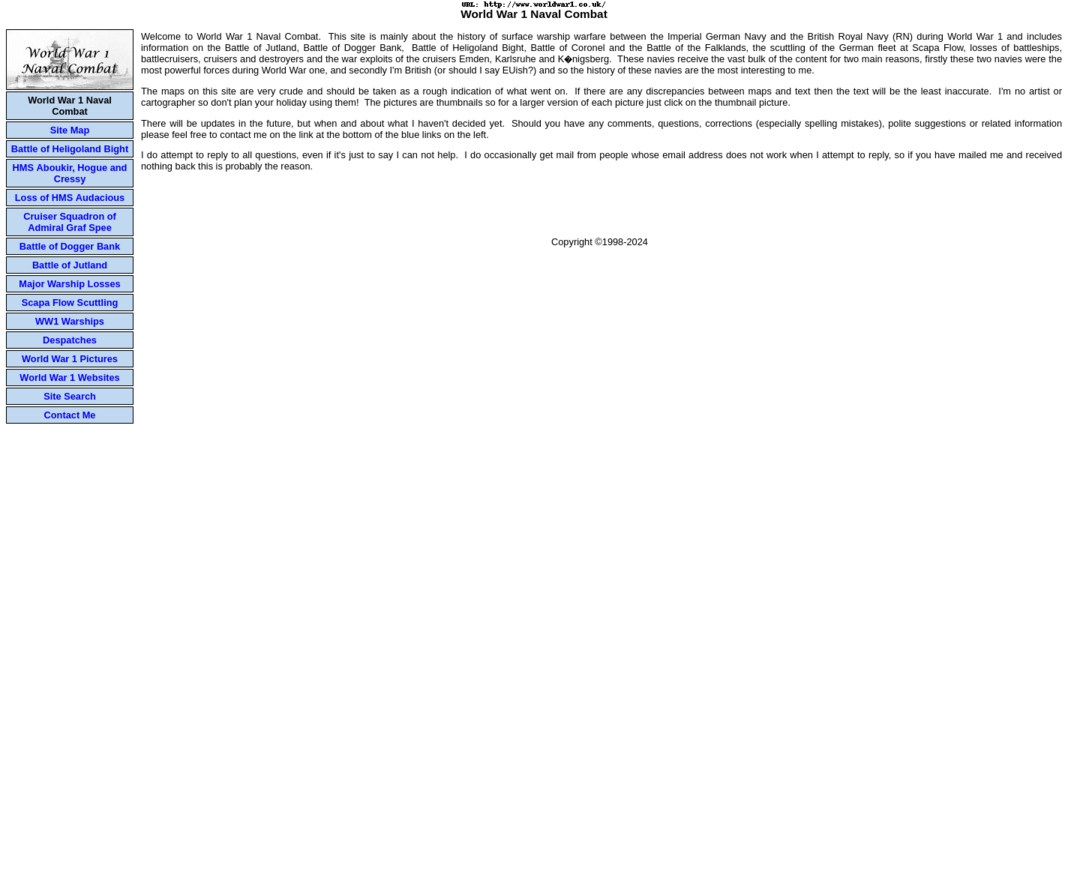 URL: http://www.worldwar1.co.uk/
World War 1 Naval Combat
World War 1
Naval Combat
World War 1 Naval
Combat
Site Map
Battle of Heligoland Bight
HMS Aboukir, Hogue and
Cressy
Loss of HMS Audacious
Cruiser Squadron of
Admiral Graf Spee
Battle of Dogger Bank
Battle of Jutland
Major Warship Losses
Scapa Flow Scuttling
WW1 Warships
Despatches
World War 1 Pictures
World War 1 Websites
Site Search
Contact Me
Welcome to World War 1 Naval Combat. This site is mainly about the history of surface warship warfare between the Imperial German Navy and the British Royal Navy (RN) during World War 1 and includes
information on the Battle of Jutland, Battle of Dogger Bank, Battle of Heligoland Bight, Battle of Coronel and the Battle of the Falklands, the scuttling of the German fleet at Scapa Flow, losses of battleships,
battlecruisers, cruisers and destroyers and the war exploits of the cruisers Emden, Karlsruhe and K�nigsberg. These navies receive the vast bulk of the content for two main reasons, firstly these two navies were the
most powerful forces during World War one, and secondly I'm British (or should I say EUish?) and so the history of these navies are the most interesting to me.
The maps on this site are very crude and should be taken as a rough indication of what went on. If there are any discrepancies between maps and text then the text will be the least inaccurate. I'm no artist or
cartographer so don't plan your holiday using them! The pictures are thumbnails so for a larger version of each picture just click on the thumbnail picture.
There will be updates in the future, but when and about what I haven't decided yet. Should you have any comments, questions, corrections (especially spelling mistakes), polite suggestions or related information
please feel free to contact me on the link at the bottom of the blue links on the left.
I do attempt to reply to all questions, even if it's just to say I can not help. I do occasionally get mail from people whose email address does not work when I attempt to reply, so if you have mailed me and received
nothing back this is probably the reason.
Copyright ©1998-2024